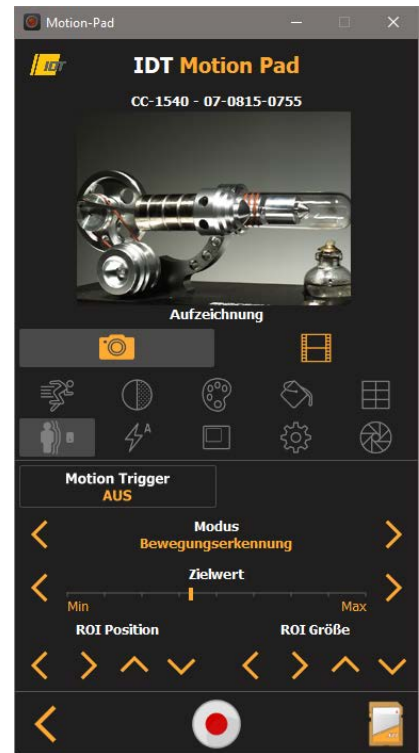 Motion-Pad
IDT
IDT Motion Pad
CC-1540 - 07-0815-0755
Aufzeichnung
A
Motion Trigger
AUS
Modus
Bewegungserkennung
Zielwert
Min Max
ROI Position ROI Größe